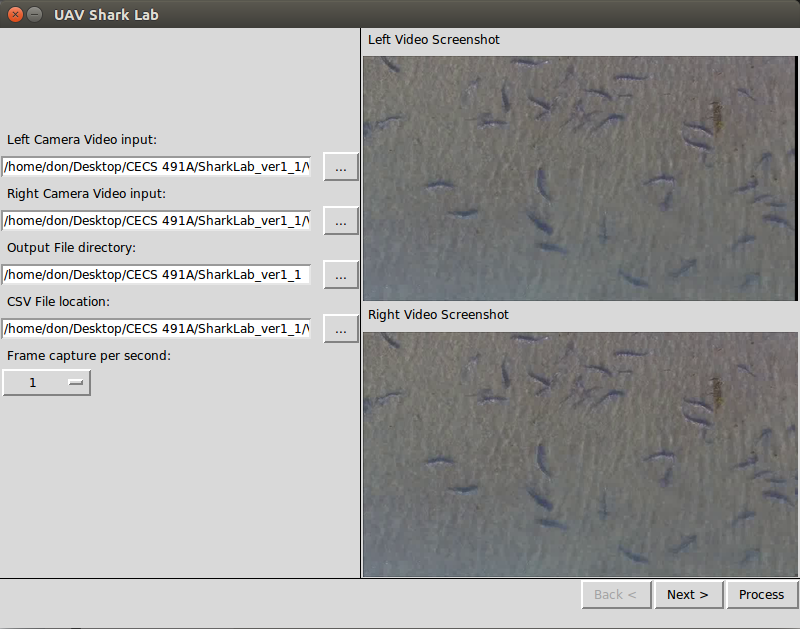 UAV Shark Lab
Left Camera Video input:
/home/don/Desktop/CECS 491A/SharkLab_ver1_1/
...
Right Camera Video input:
/home/don/Desktop/CECS 491A/SharkLab_ver1_1/
...
Output File directory:
/home/don/Desktop/CECS 491A/SharkLab_ver1_1
...
CSV File location:
/home/don/Desktop/CECS 491A/SharkLab_ver1_1/
...
Frame capture per second:
1
Left Video Screenshot
Right Video Screenshot
Back <
Next >
Process